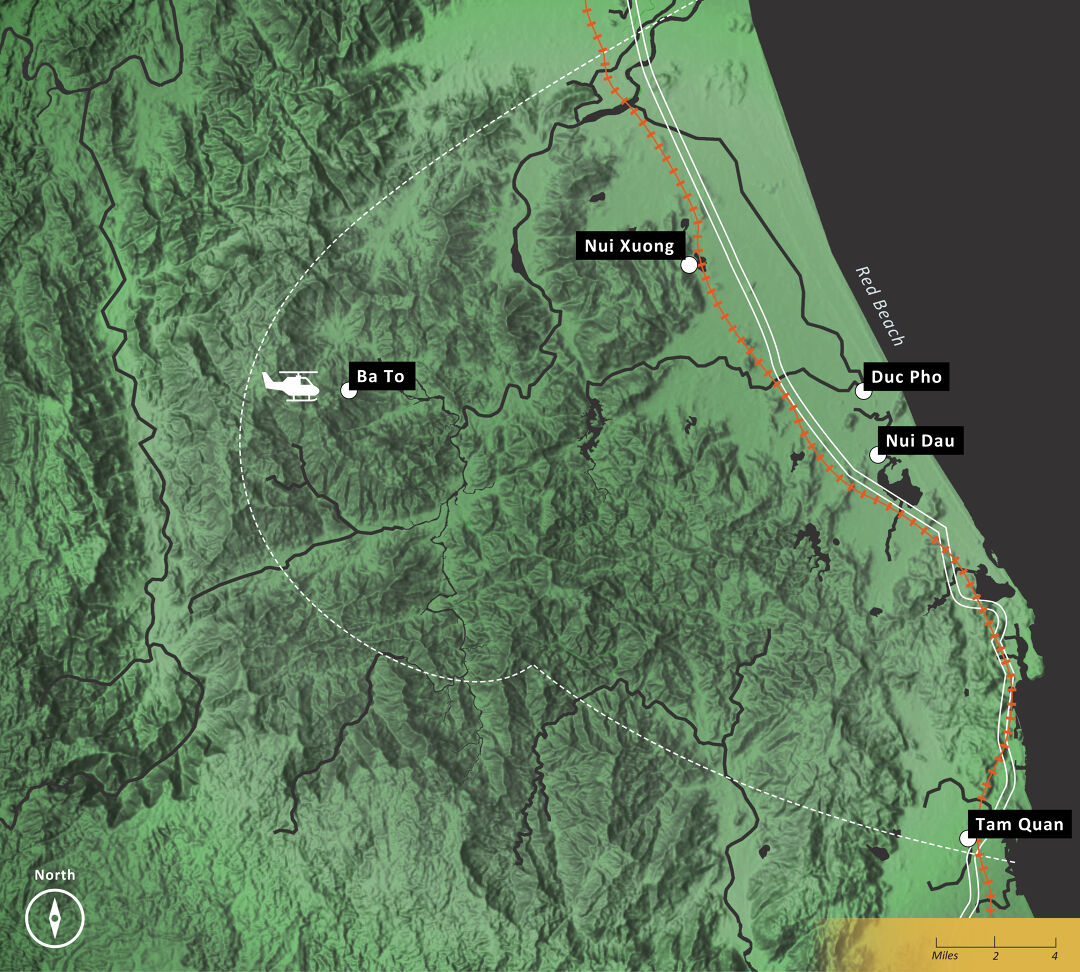 Nui Xuong
Red Beach
Ba To
Duc Pho
Nui Dau
Tam Quan
North
Miles 2 4